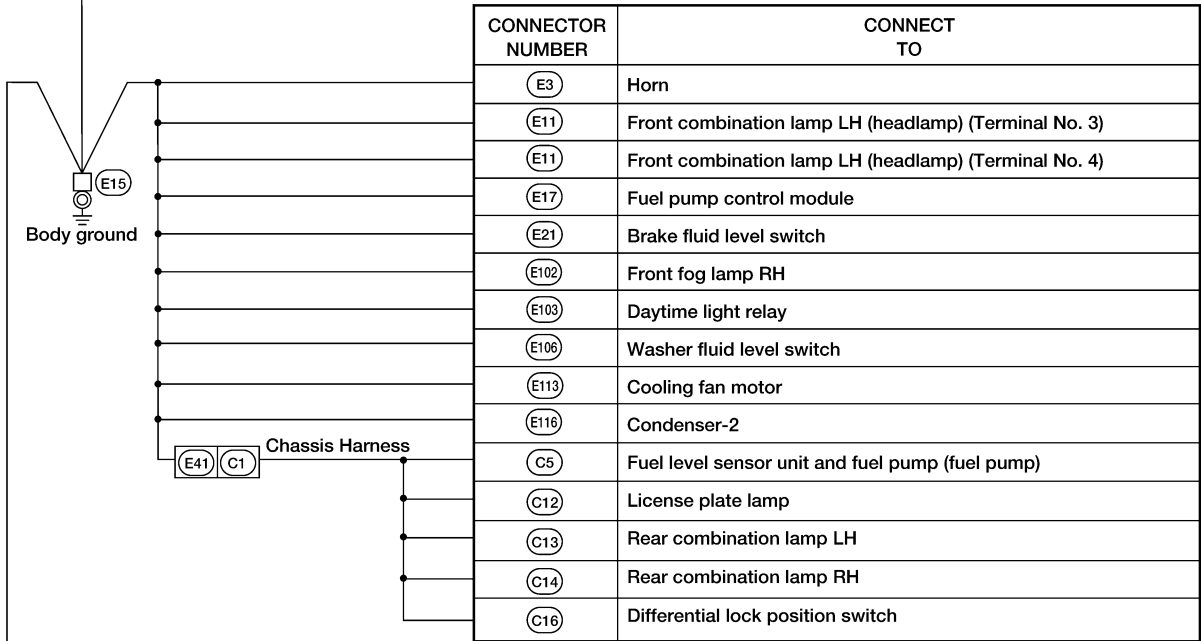 CONNECTOR NUMBER
CONNECT TO
E3 Horn
E11 Front combination lamp LH (headlamp) (Terminal No. 3)
E11 Front combination lamp LH (headlamp) (Terminal No. 4)
E15
E17 Fuel pump control module
Body ground
E21 Brake fluid level switch
E102 Front fog lamp RH
E103 Daytime light relay
E106 Washer fluid level switch
E113 Cooling fan motor
E116 Condenser-2
Chassis Harness
E41 C1
C5 Fuel level sensor unit and fuel pump (fuel pump)
C12 License plate lamp
C13 Rear combination lamp LH
C14 Rear combination lamp RH
C16 Differential lock position switch